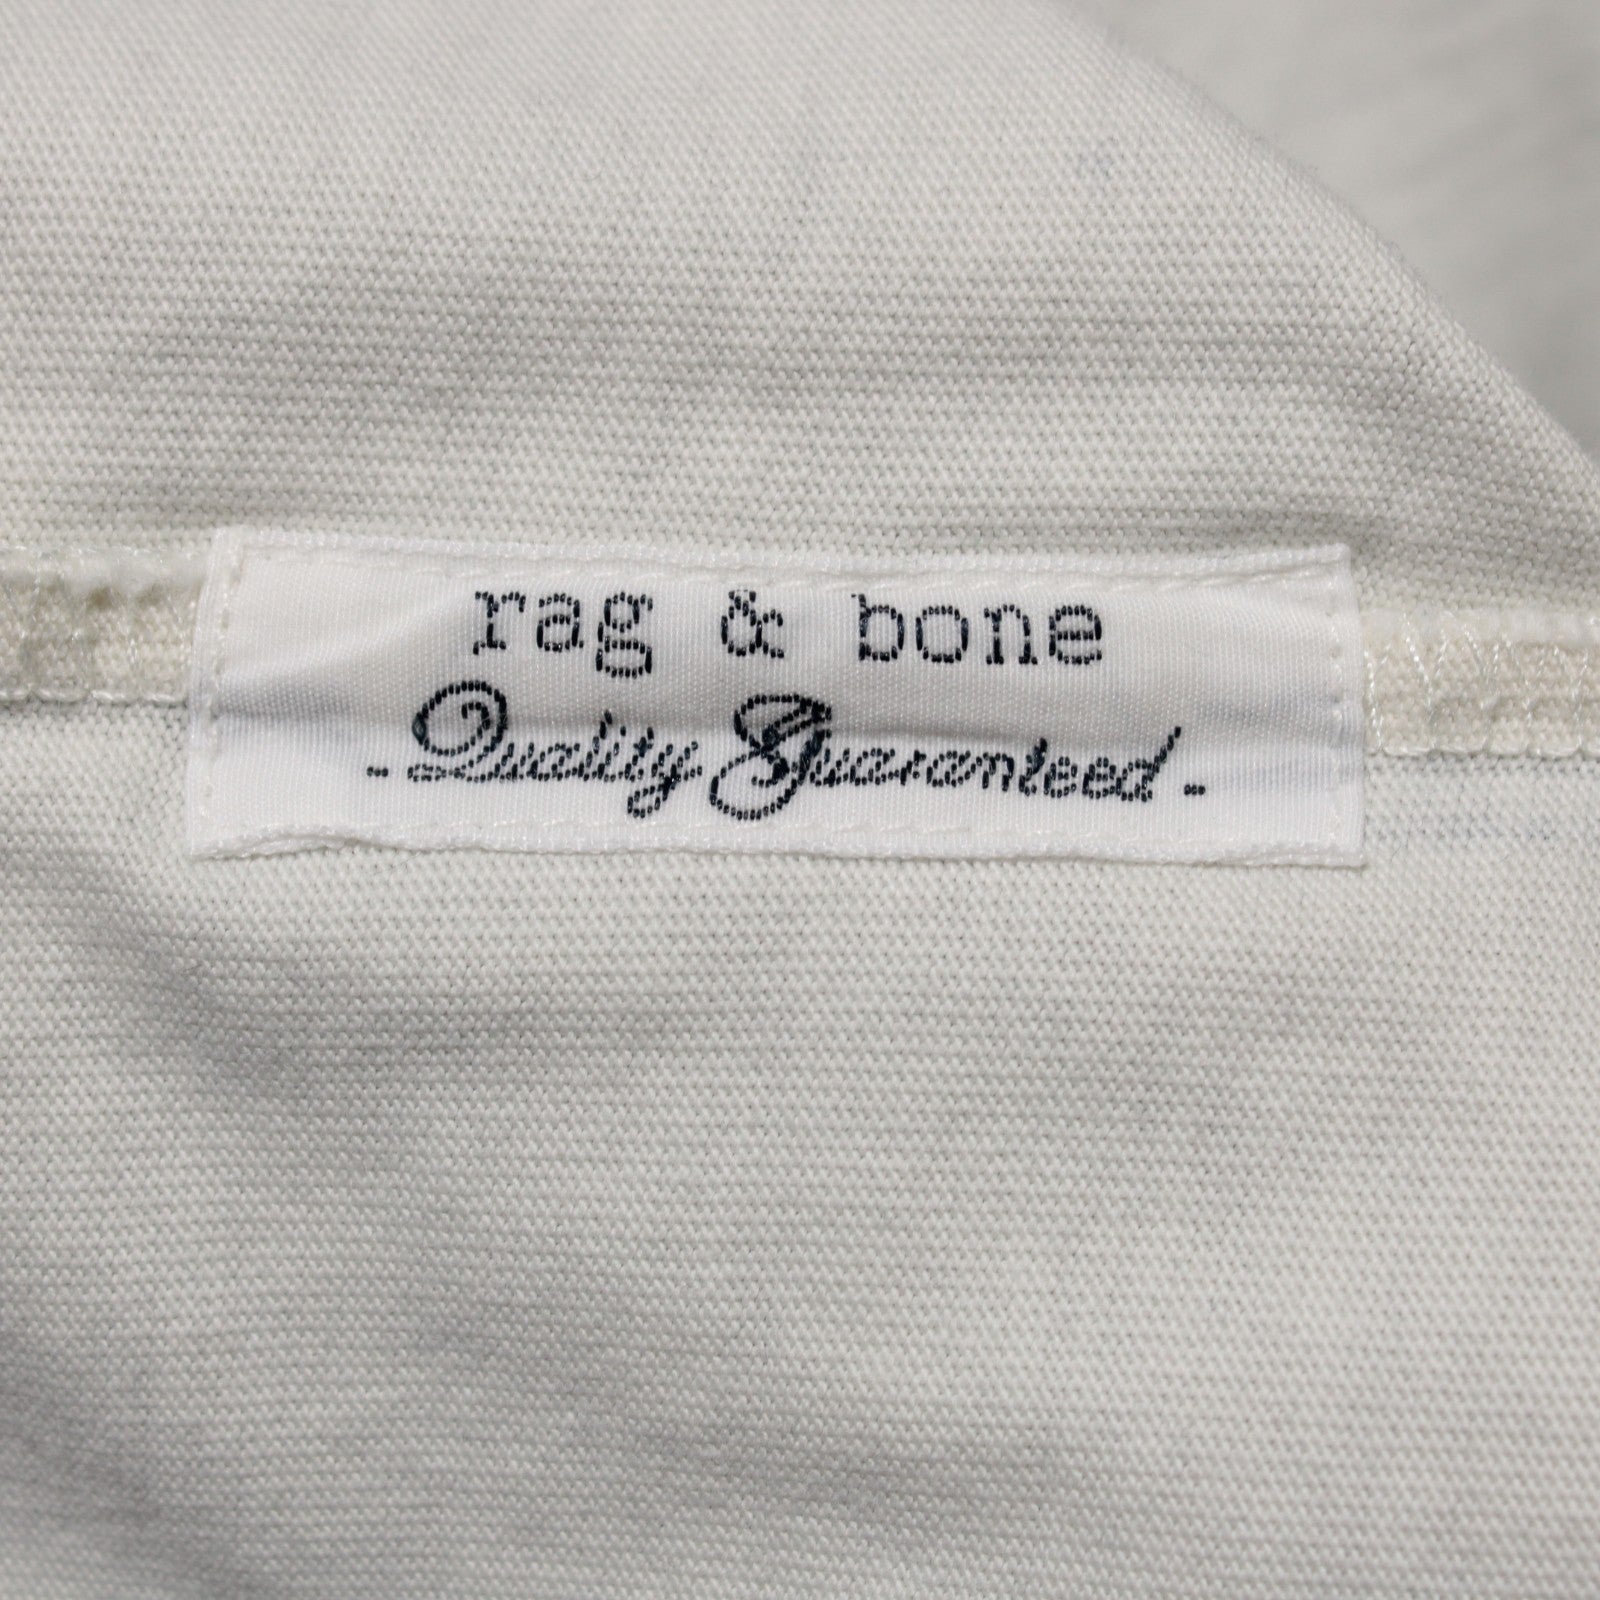 rag & bone
- Quality Guaranteed -